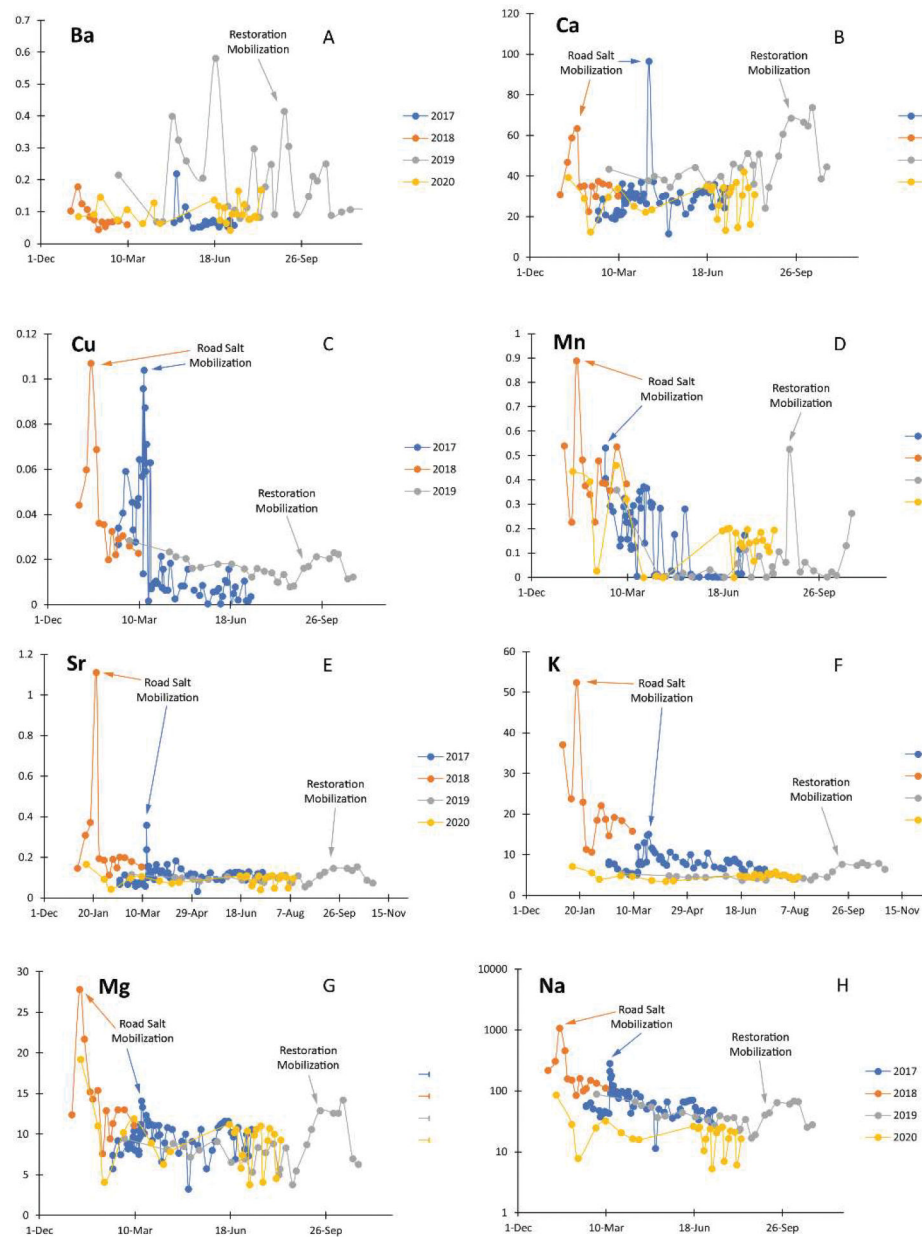 Ba
A
Restoration
Mobilization
0.7
0.6
0.5
0.4
0.3
0.2
0.1
0
1-Dec
10-Mar
18-Jun
26-Sep
2017
2018
2019
2020
Ca
B
Road Salt
Mobilization
Restoration
Mobilization
120
100
80
60
40
20
0
1-Dec
10-Mar
18-Jun
26-Sep
Cu
C
Road Salt
Mobilization
Restoration
Mobilization
0.12
0.1
0.08
0.06
0.04
0.02
0
1-Dec
10-Mar
18-Jun
26-Sep
2017
2018
2019
Mn
D
Road Salt
Mobilization
Restoration
Mobilization
1
0.9
0.8
0.7
0.6
0.5
0.4
0.3
0.2
0.1
0
1-Dec
10-Mar
18-Jun
26-Sep
Sr
E
Road Salt
Mobilization
Restoration
Mobilization
1.2
1
0.8
0.6
0.4
0.2
0
1-Dec
20-Jan
10-Mar
29-Apr
18-Jun
7-Aug
26-Sep
15-Nov
2017
2018
2019
2020
K
F
Road Salt
Mobilization
Restoration
Mobilization
60
50
40
30
20
10
0
1-Dec
20-Jan
10-Mar
29-Apr
18-Jun
7-Aug
26-Sep
15-Nov
Mg
G
Road Salt
Mobilization
Restoration
Mobilization
30
25
20
15
10
5
0
1-Dec
10-Mar
18-Jun
26-Sep
Na
H
Road Salt
Mobilization
Restoration
Mobilization
10000
1000
100
10
1
1-Dec
10-Mar
18-Jun
26-Sep
2017
2018
2019
2020